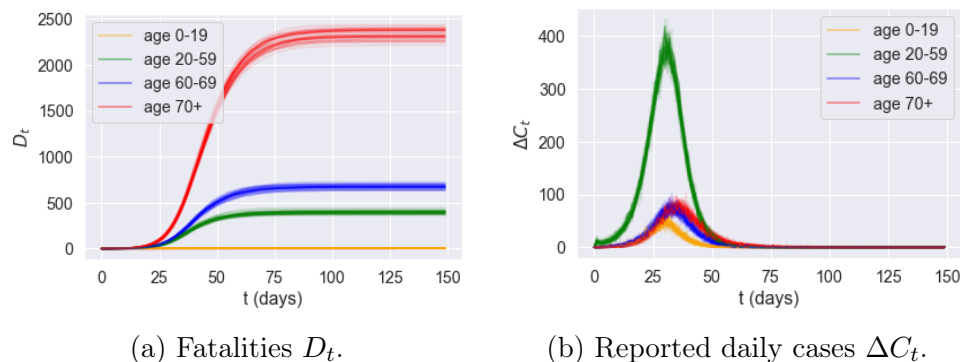 2500
2000
1500
1000
500
0
D_t
age 0-19
age 20-59
age 60-69
age 70+
0 25 50 75 100 125 150
t (days)
(a) Fatalities D_t.
400
300
200
100
0
ΔC_t
age 0-19
age 20-59
age 60-69
age 70+
0 25 50 75 100 125 150
t (days)
(b) Reported daily cases ΔC_t.